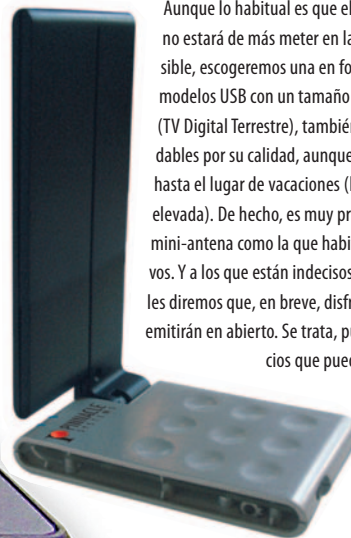 Aunque lo habitual es que el
no estará de más meter en la
sible, escogeremos una en fo
modelos USB con un tamaño
(TV Digital Terrestre), también
dables por su calidad, aunque
hasta el lugar de vacaciones (
elevada). De hecho, es muy pr
mini-antena como la que habi
vos. Y a los que están indecisos
les diremos que, en breve, disfr
emitirán en abierto. Se trata, pu
cios que pued
PINNACLE
SYSTEMS